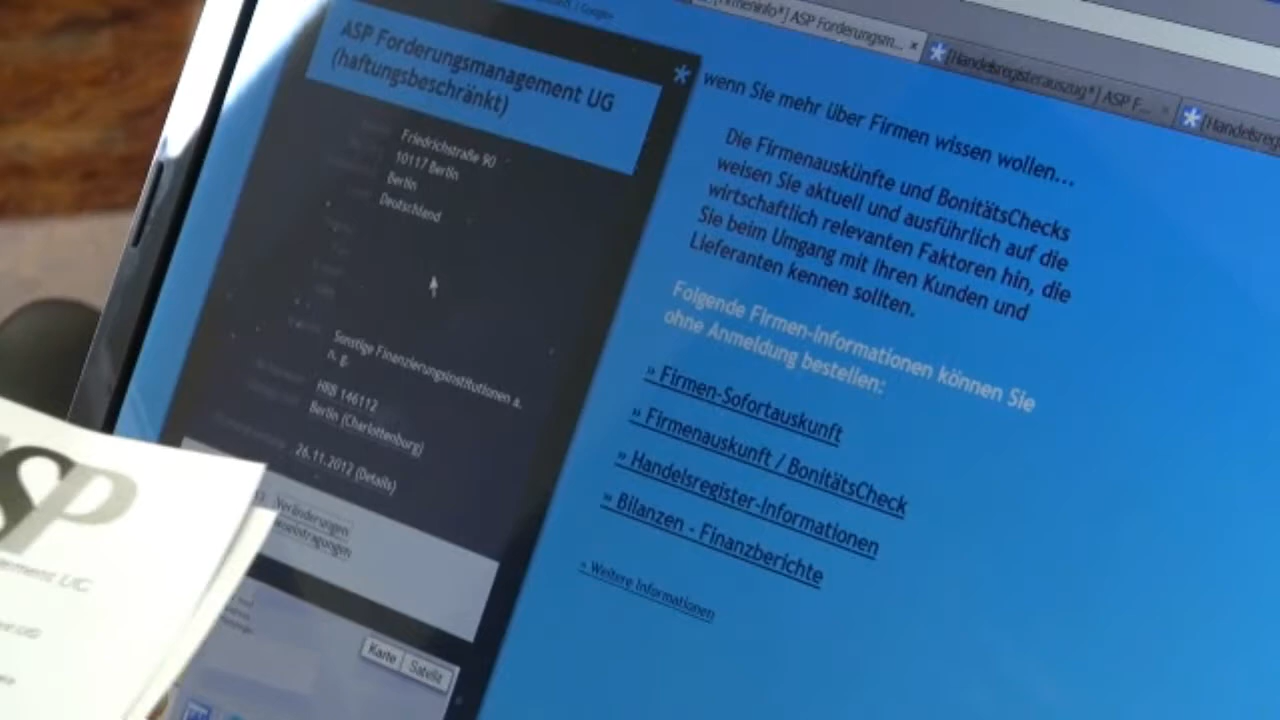 [Firmeninfo*] ASP Forderungsm...
[Handelsregisterauszug*] ASP F...
ASP Forderungsmanagement UG
(haftungsbeschränkt)
Friedrichstraße 90
10117 Berlin
Berlin
Deutschland
Sonstige Finanzierungsinstitutionen a.
n. g.
HRB 146112
Berlin (Charlottenburg)
26.11.2012 (Details)
Veränderungen
Karte
Satellit
wenn Sie mehr über Firmen wissen wollen...
Die Firmenauskünfte und BonitätsChecks
weisen Sie aktuell und ausführlich auf die
wirtschaftlich relevanten Faktoren hin, die
Sie beim Umgang mit Ihren Kunden und
Lieferanten kennen sollten.
Folgende Firmen-Informationen können Sie
ohne Anmeldung bestellen:
» Firmen-Sofortauskunft
» Firmenauskunft / BonitätsCheck
» Handelsregister-Informationen
» Bilanzen - Finanzberichte
» Weitere Informationen
SP
UG